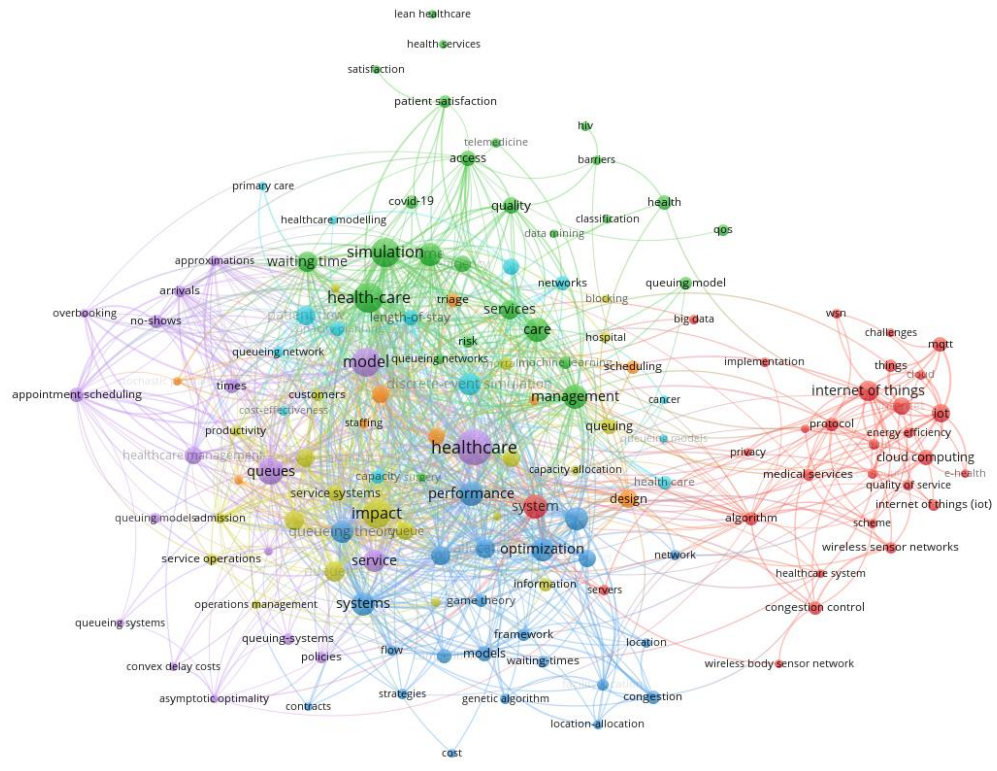 lean healthcare
health services
satisfaction
patient satisfaction
hiv
telemedicine
access
barriers
primary care
covid-19
quality
health
healthcare modelling
classification
data mining
qos
simulation
waiting time
approximations
networks
queuing model
arrivals
health-care
triage
blocking
overbooking
no-shows
patient flow
length-of-stay
services
big data
wsn
care
challenges
risk
hospital
mqtt
queueing network
model
queueing networks
machine learning
scheduling
implementation
things
cloud
times
discrete-event simulation
internet of things
appointment scheduling
customers
management
cancer
cost-effectiveness
iot
staffing
productivity
queuing
protocol
energy efficiency
queueing models
healthcare management
healthcare
privacy
cloud computing
queues
capacity
surgery
capacity allocation
medical services
e-health
health care
quality of service
service systems
performance
design
system
internet of things (iot)
impact
queuing models
admission
algorithm
scheme
queueing theory
queue
optimization
wireless sensor networks
service operations
service
network
healthcare system
information
servers
operations management
systems
game theory
congestion control
queueing systems
framework
queuing-systems
location
flow
models
policies
waiting-times
wireless body sensor network
convex delay costs
strategies
genetic algorithm
congestion
asymptotic optimality
contracts
location-allocation
cost